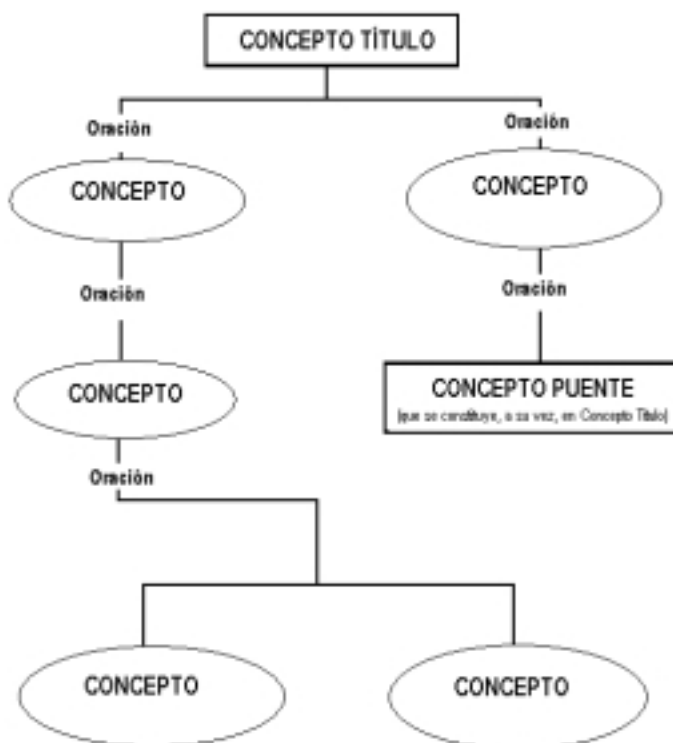 CONCEPTO TÍTULO
Oración
Oración
CONCEPTO
CONCEPTO
Oración
Oración
CONCEPTO
CONCEPTO PUENTE
(que se constituye, a su vez, en Concepto Título)
Oración
CONCEPTO
CONCEPTO